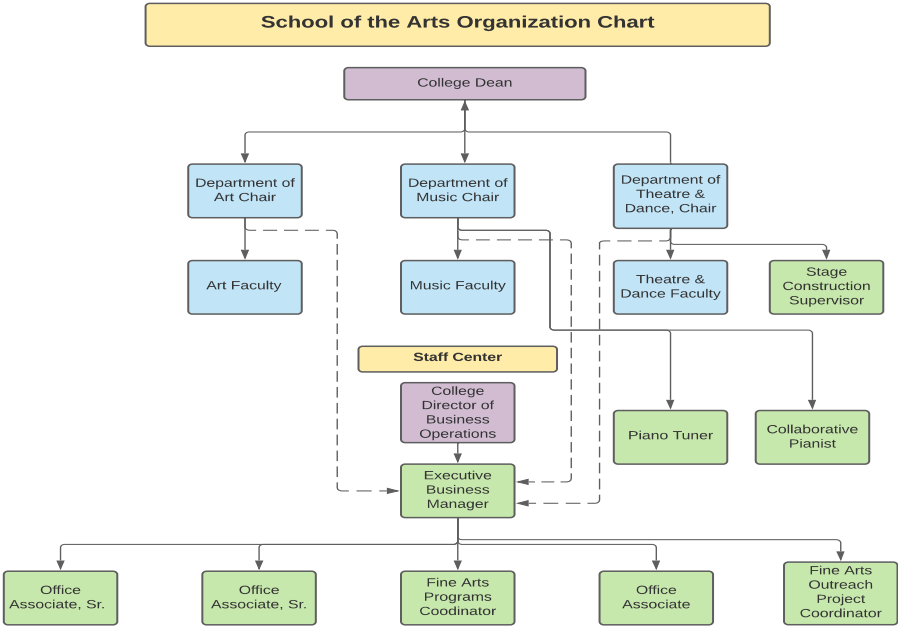 School of the Arts Organization Chart
College Dean
Department of
Art Chair
Department of
Music Chair
Department of
Theatre &
Dance, Chair
Art Faculty
Music Faculty
Theatre &
Dance Faculty
Stage
Construction
Supervisor
Staff Center
College
Director of
Business
Operations
Piano Tuner
Collaborative
Pianist
Executive
Business
Manager
Office
Associate, Sr.
Office
Associate, Sr.
Fine Arts
Programs
Coodinator
Office
Associate
Fine Arts
Outreach
Project
Coordinator